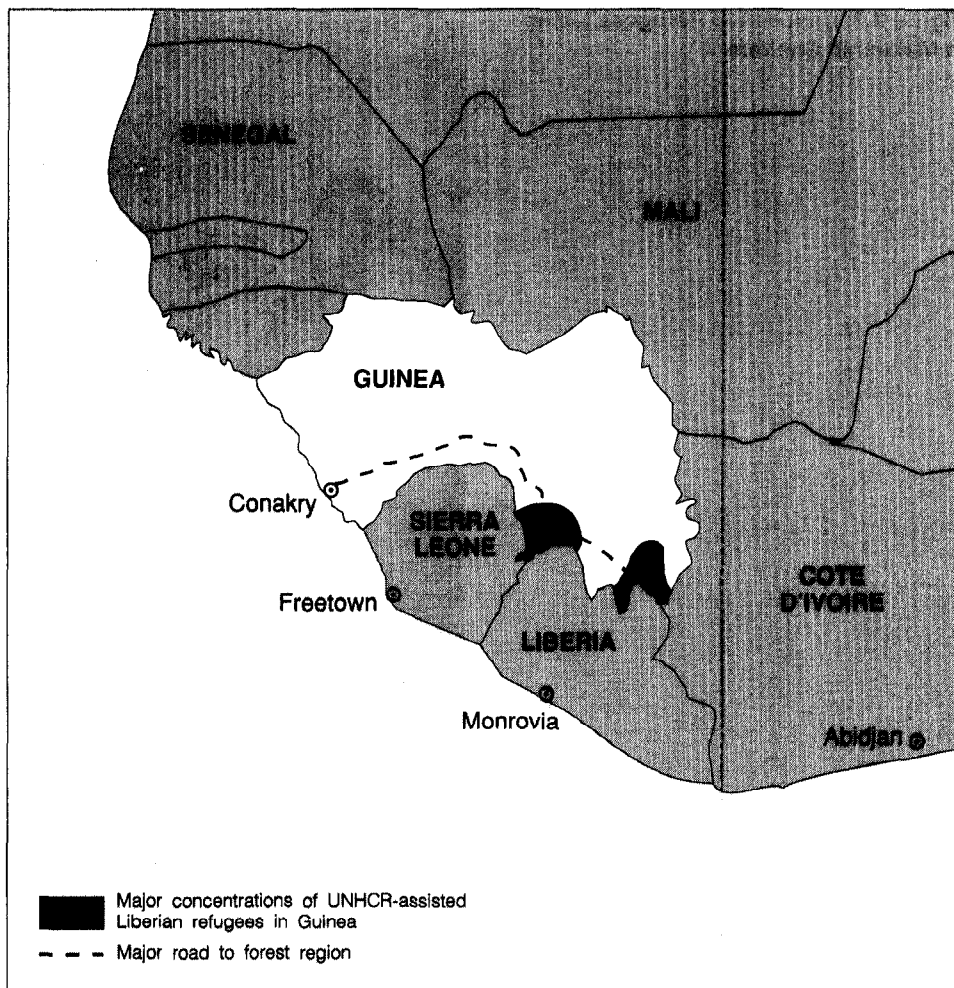 SENEGAL
MALI
GUINEA
Conakry
SIERRA
LEONE
Freetown
COTE
D'IVOIRE
LIBERIA
Monrovia
Abidjan
Major concentrations of UNHCR-assisted
Liberian refugees in Guinea
Major road to forest region